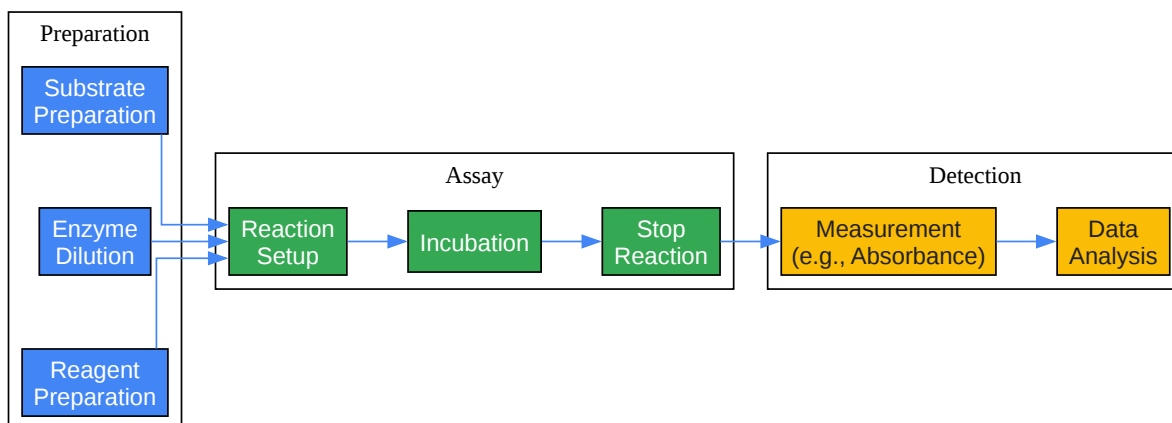 Preparation
Substrate
Preparation
Enzyme
Dilution
Reagent
Preparation
Assay
Reaction
Setup
Incubation
Stop
Reaction
Detection
Measurement
(e.g., Absorbance)
Data
Analysis